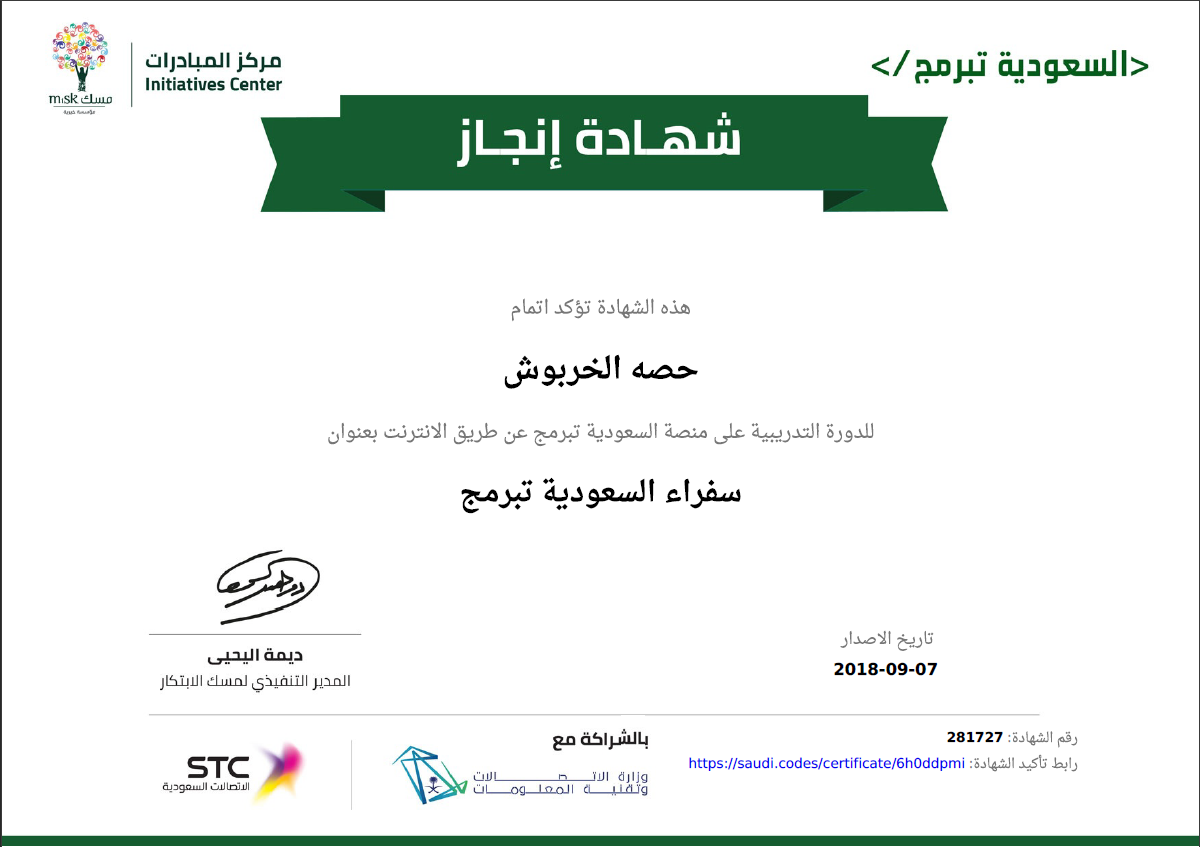 مسك misk
مؤسسة خيرية
مركز المبادرات
Initiatives Center
<السعودية تبرمج/>
شهادة إنجاز
هذه الشهادة تؤكد اتمام
حصه الخربوش
للدورة التدريبية على منصة السعودية تبرمج عن طريق الانترنت بعنوان
سفراء السعودية تبرمج
تاريخ الاصدار
2018-09-07
ديمة اليحيى
المدير التنفيذي لمسك الابتكار
رقم الشهادة: 281727
رابط تأكيد الشهادة: https://saudi.codes/certificate/6h0ddpmi
بالشراكة مع
وزارة الاتصالات
وتقنية المعلومات
STC
الاتصالات السعودية